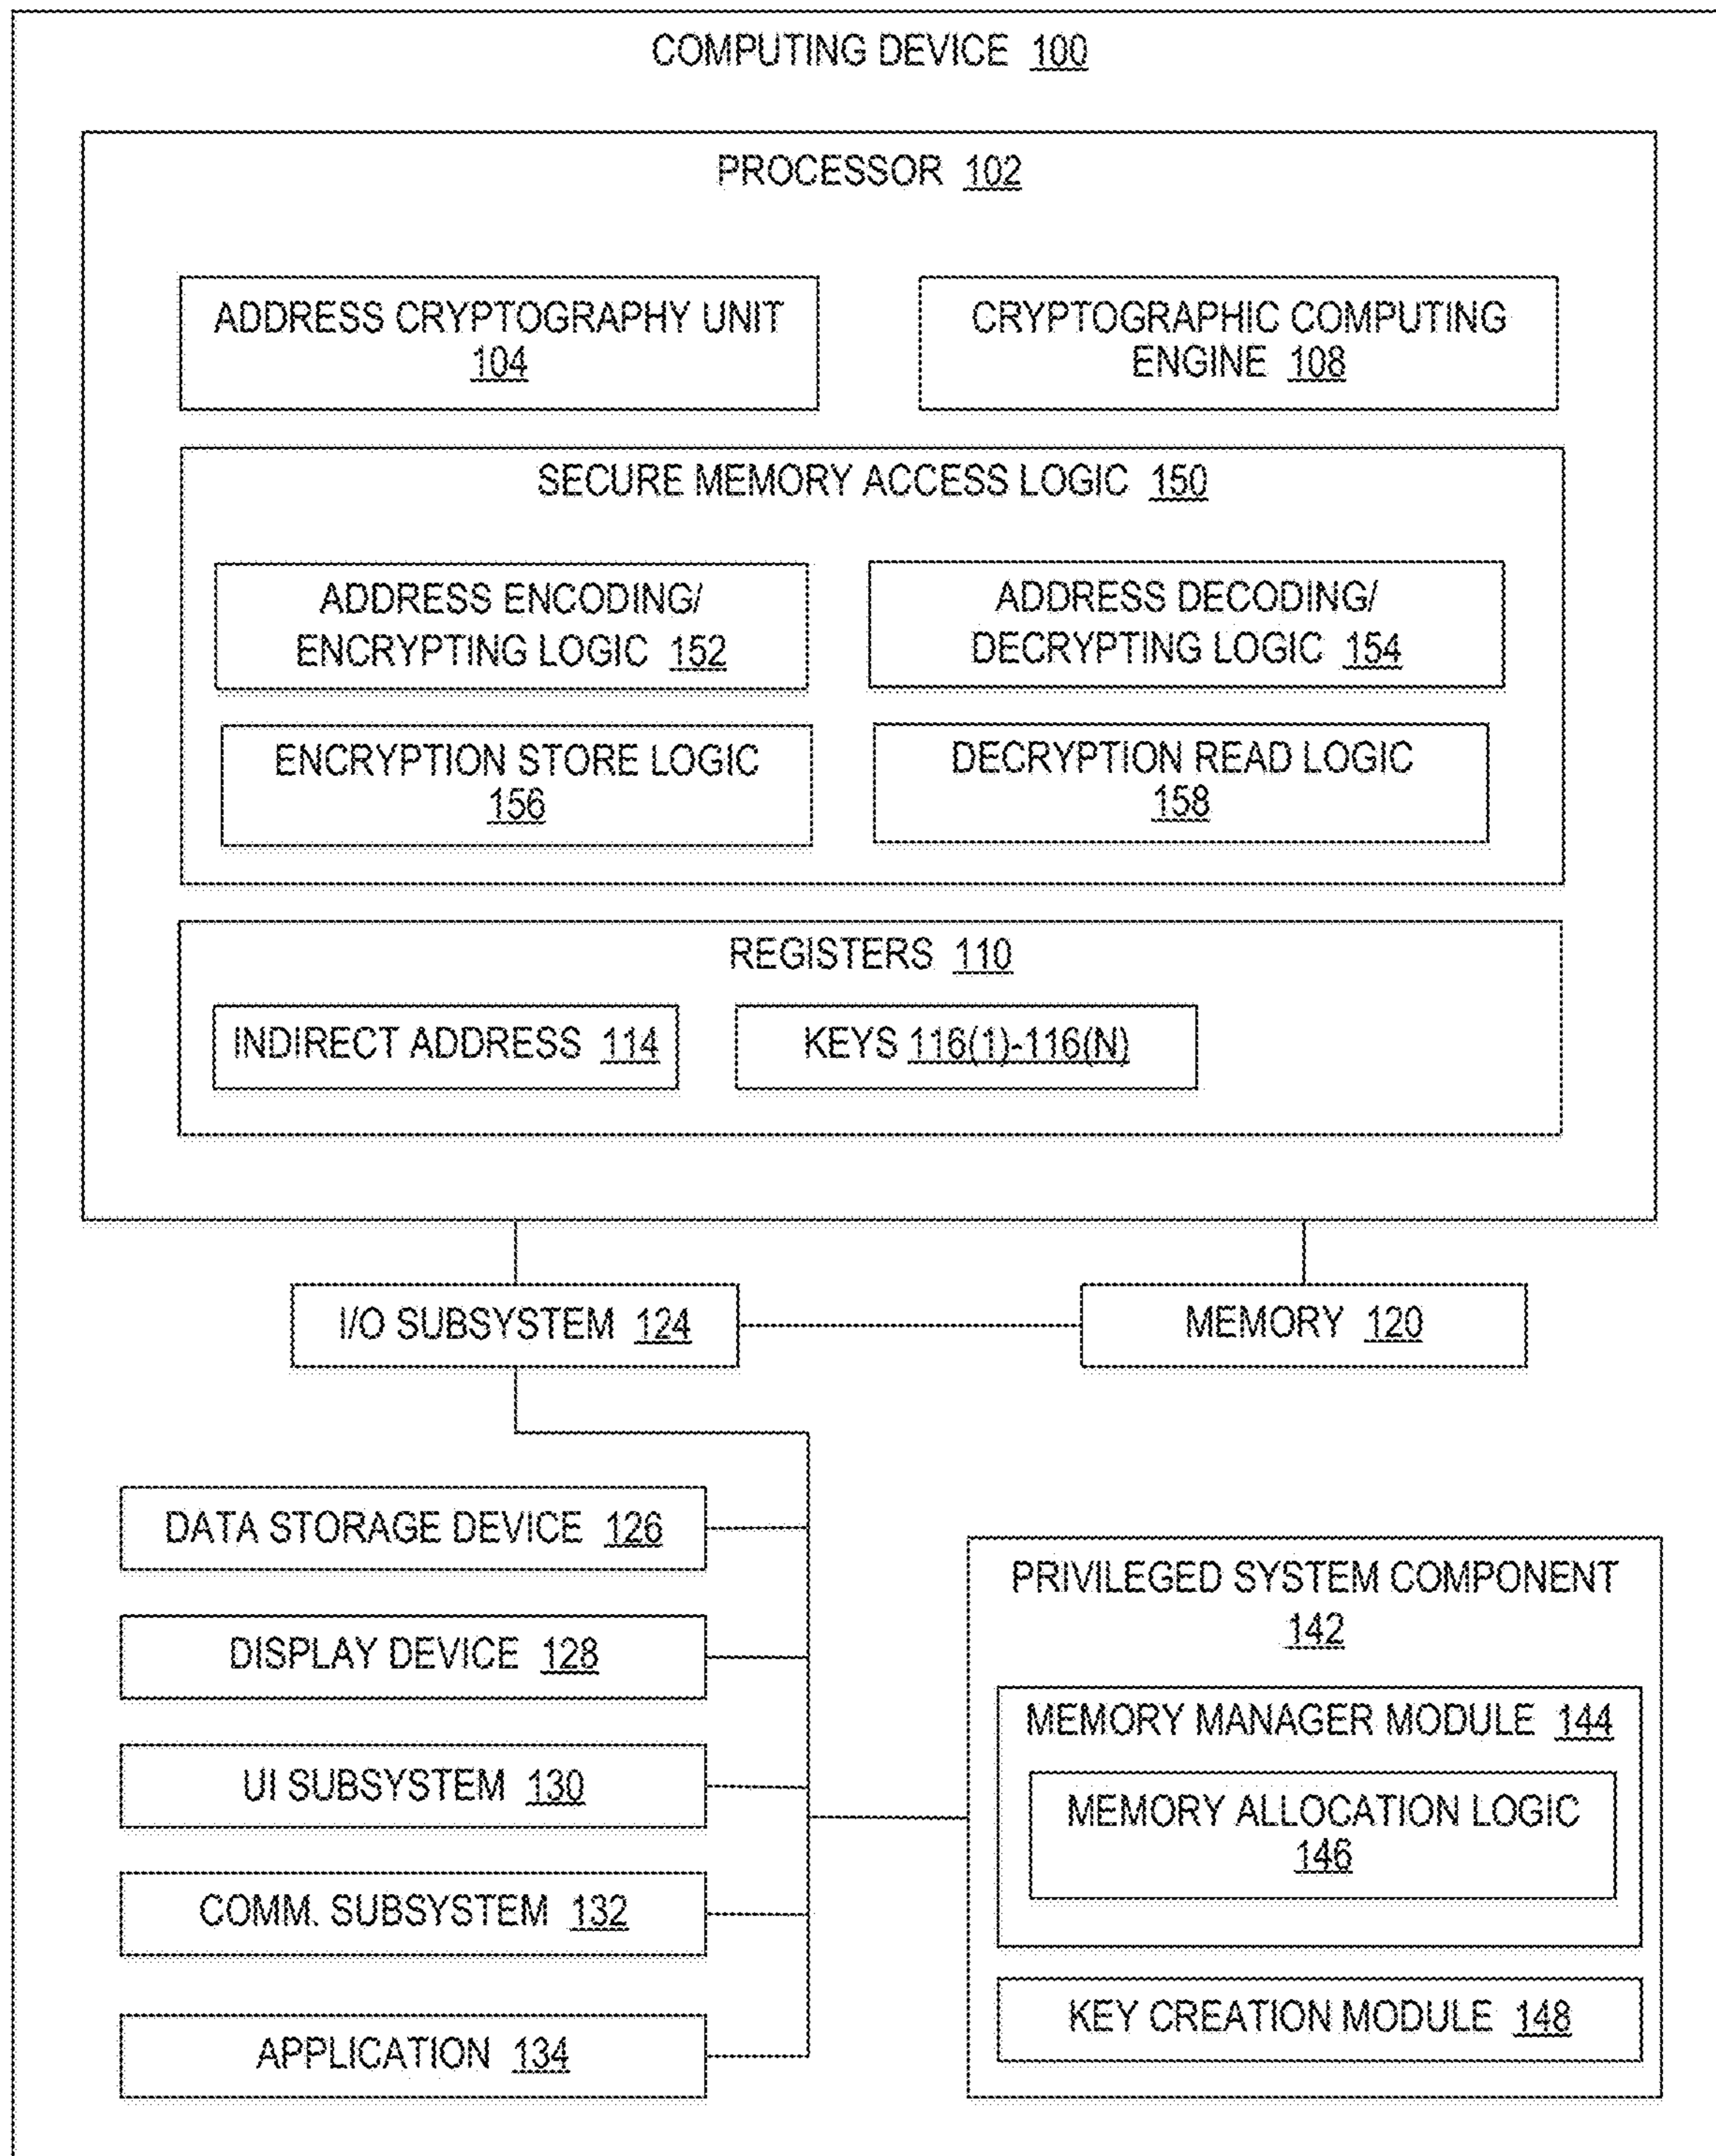 COMPUTING DEVICE 100
PROCESSOR 102
ADDRESS CRYPTOGRAPHY UNIT
104
CRYPTOGRAPHIC COMPUTING
ENGINE 108
SECURE MEMORY ACCESS LOGIC 150
ADDRESS ENCODING/
ENCRYPTING LOGIC 152
ADDRESS DECODING/
DECRYPTING LOGIC 154
ENCRYPTION STORE LOGIC
156
DECRYPTION READ LOGIC
158
REGISTERS 110
INDIRECT ADDRESS 114
KEYS 116(1)-116(N)
I/O SUBSYSTEM 124
MEMORY 120
DATA STORAGE DEVICE 126
DISPLAY DEVICE 128
UI SUBSYSTEM 130
COMM. SUBSYSTEM 132
APPLICATION 134
PRIVILEGED SYSTEM COMPONENT
142
MEMORY MANAGER MODULE 144
MEMORY ALLOCATION LOGIC
146
KEY CREATION MODULE 148